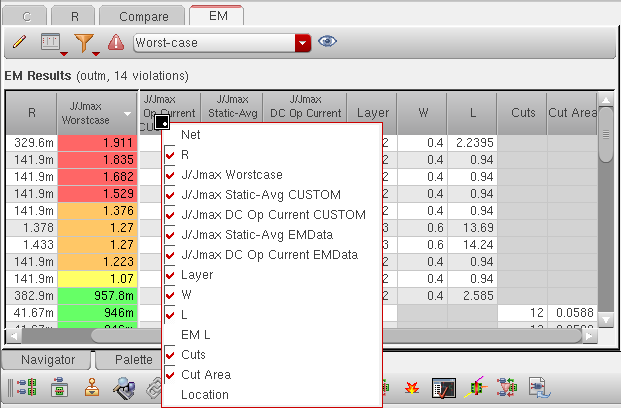 C R Compare EM
Worst-case
EM Results (outm, 14 violations)
R J/Jmax Worstcase J/Jmax Op Current J/Jmax Static-Avg J/Jmax DC Op Current Layer W L Cuts Cut Area
329.6m 1.911 2 0.4 2.2395
141.9m 1.835 2 0.4 0.94
141.9m 1.682 2 0.4 0.94
141.9m 1.529 2 0.4 0.94
141.9m 1.376 2 0.4 0.94
1.378 1.27 3 0.6 13.69
1.433 1.27 3 0.6 14.24
141.9m 1.223 2 0.4 0.94
141.9m 1.07 2 0.4 0.94
382.9m 957.8m 2 0.4 2.585
41.67m 946m 12 0.0588
Net
R
J/Jmax Worstcase
J/Jmax Static-Avg CUSTOM
J/Jmax DC Op Current CUSTOM
J/Jmax Static-Avg EMData
J/Jmax DC Op Current EMData
Layer
W
L
EM L
Cuts
Cut Area
Location
Navigator Palette